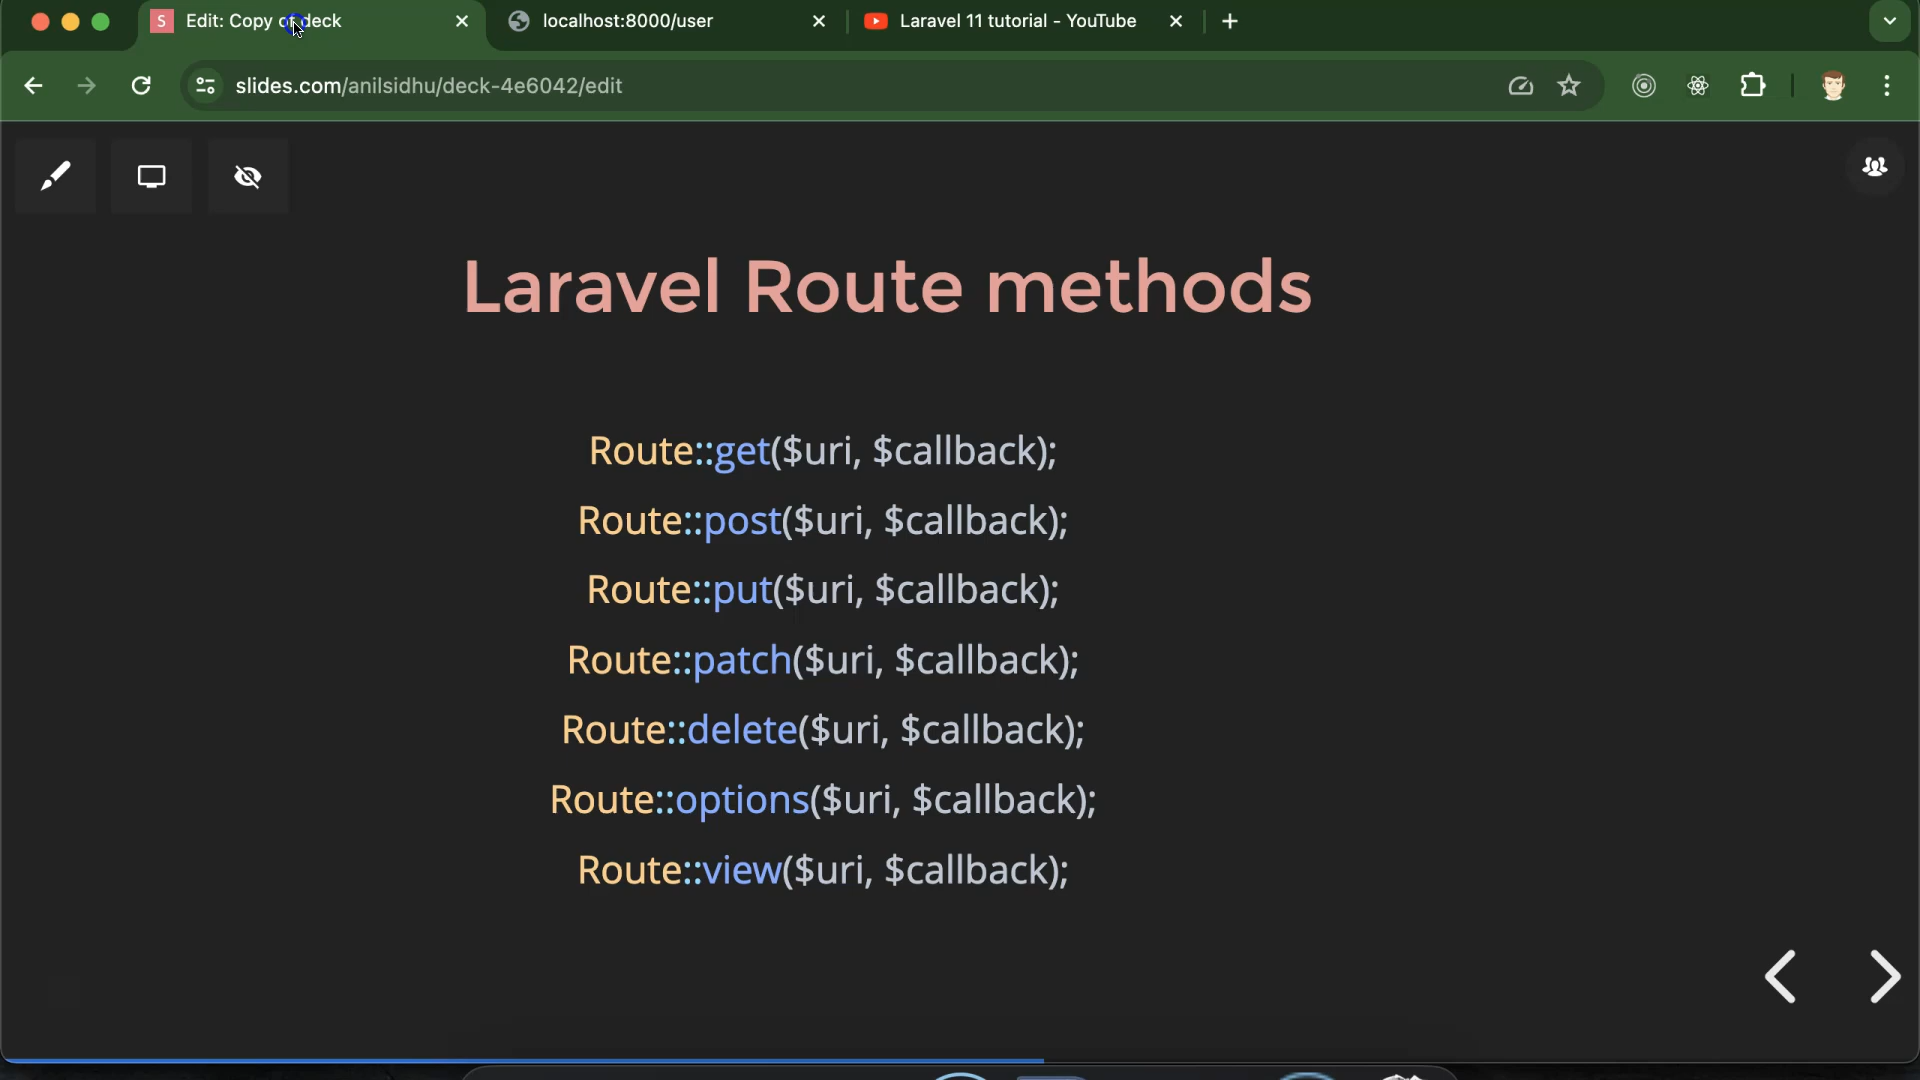 S Edit: Copy of deck
localhost:8000/user
Laravel 11 tutorial - YouTube
slides.com/anilsidhu/deck-4e6042/edit
Laravel Route methods
Route::get($uri, $callback);
Route::post($uri, $callback);
Route::put($uri, $callback);
Route::patch($uri, $callback);
Route::delete($uri, $callback);
Route::options($uri, $callback);
Route::view($uri, $callback);